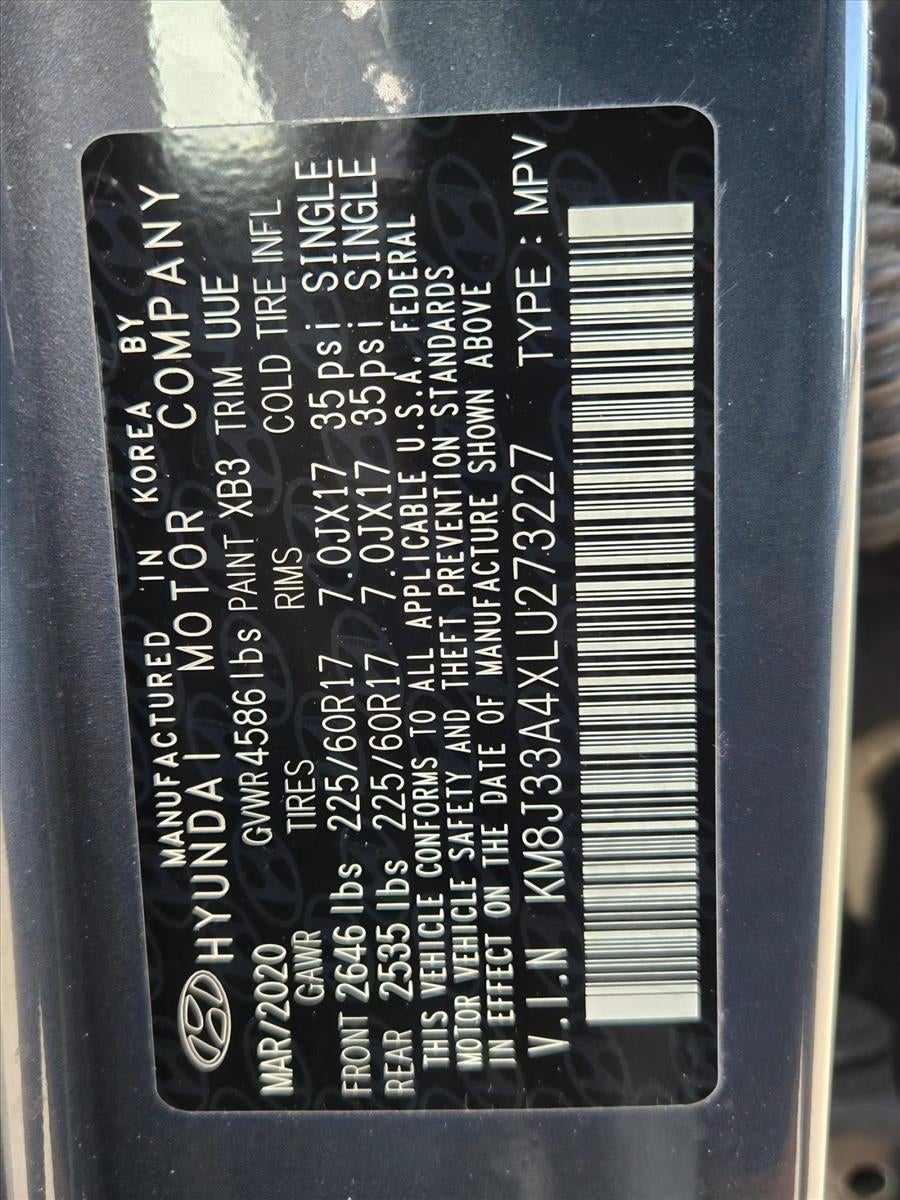 MANUFACTURED IN KOREA BY
HYUNDAI MOTOR COMPANY
MAR/2020 GVWR4586lbs PAINT XB3 TRIM UUE
GAWR TIRES RIMS COLD TIRE INFL
FRONT 2646 lbs 225/60R17 7.0JX17 35psi SINGLE
REAR 2535 lbs 225/60R17 7.0JX17 35psi SINGLE
THIS VEHICLE CONFORMS TO ALL APPLICABLE U.S.A. FEDERAL
MOTOR VEHICLE SAFETY AND THEFT PREVENTION STANDARDS
IN EFFECT ON THE DATE OF MANUFACTURE SHOWN ABOVE
V.I.N KM8J33A4XLU273227 TYPE : MPV